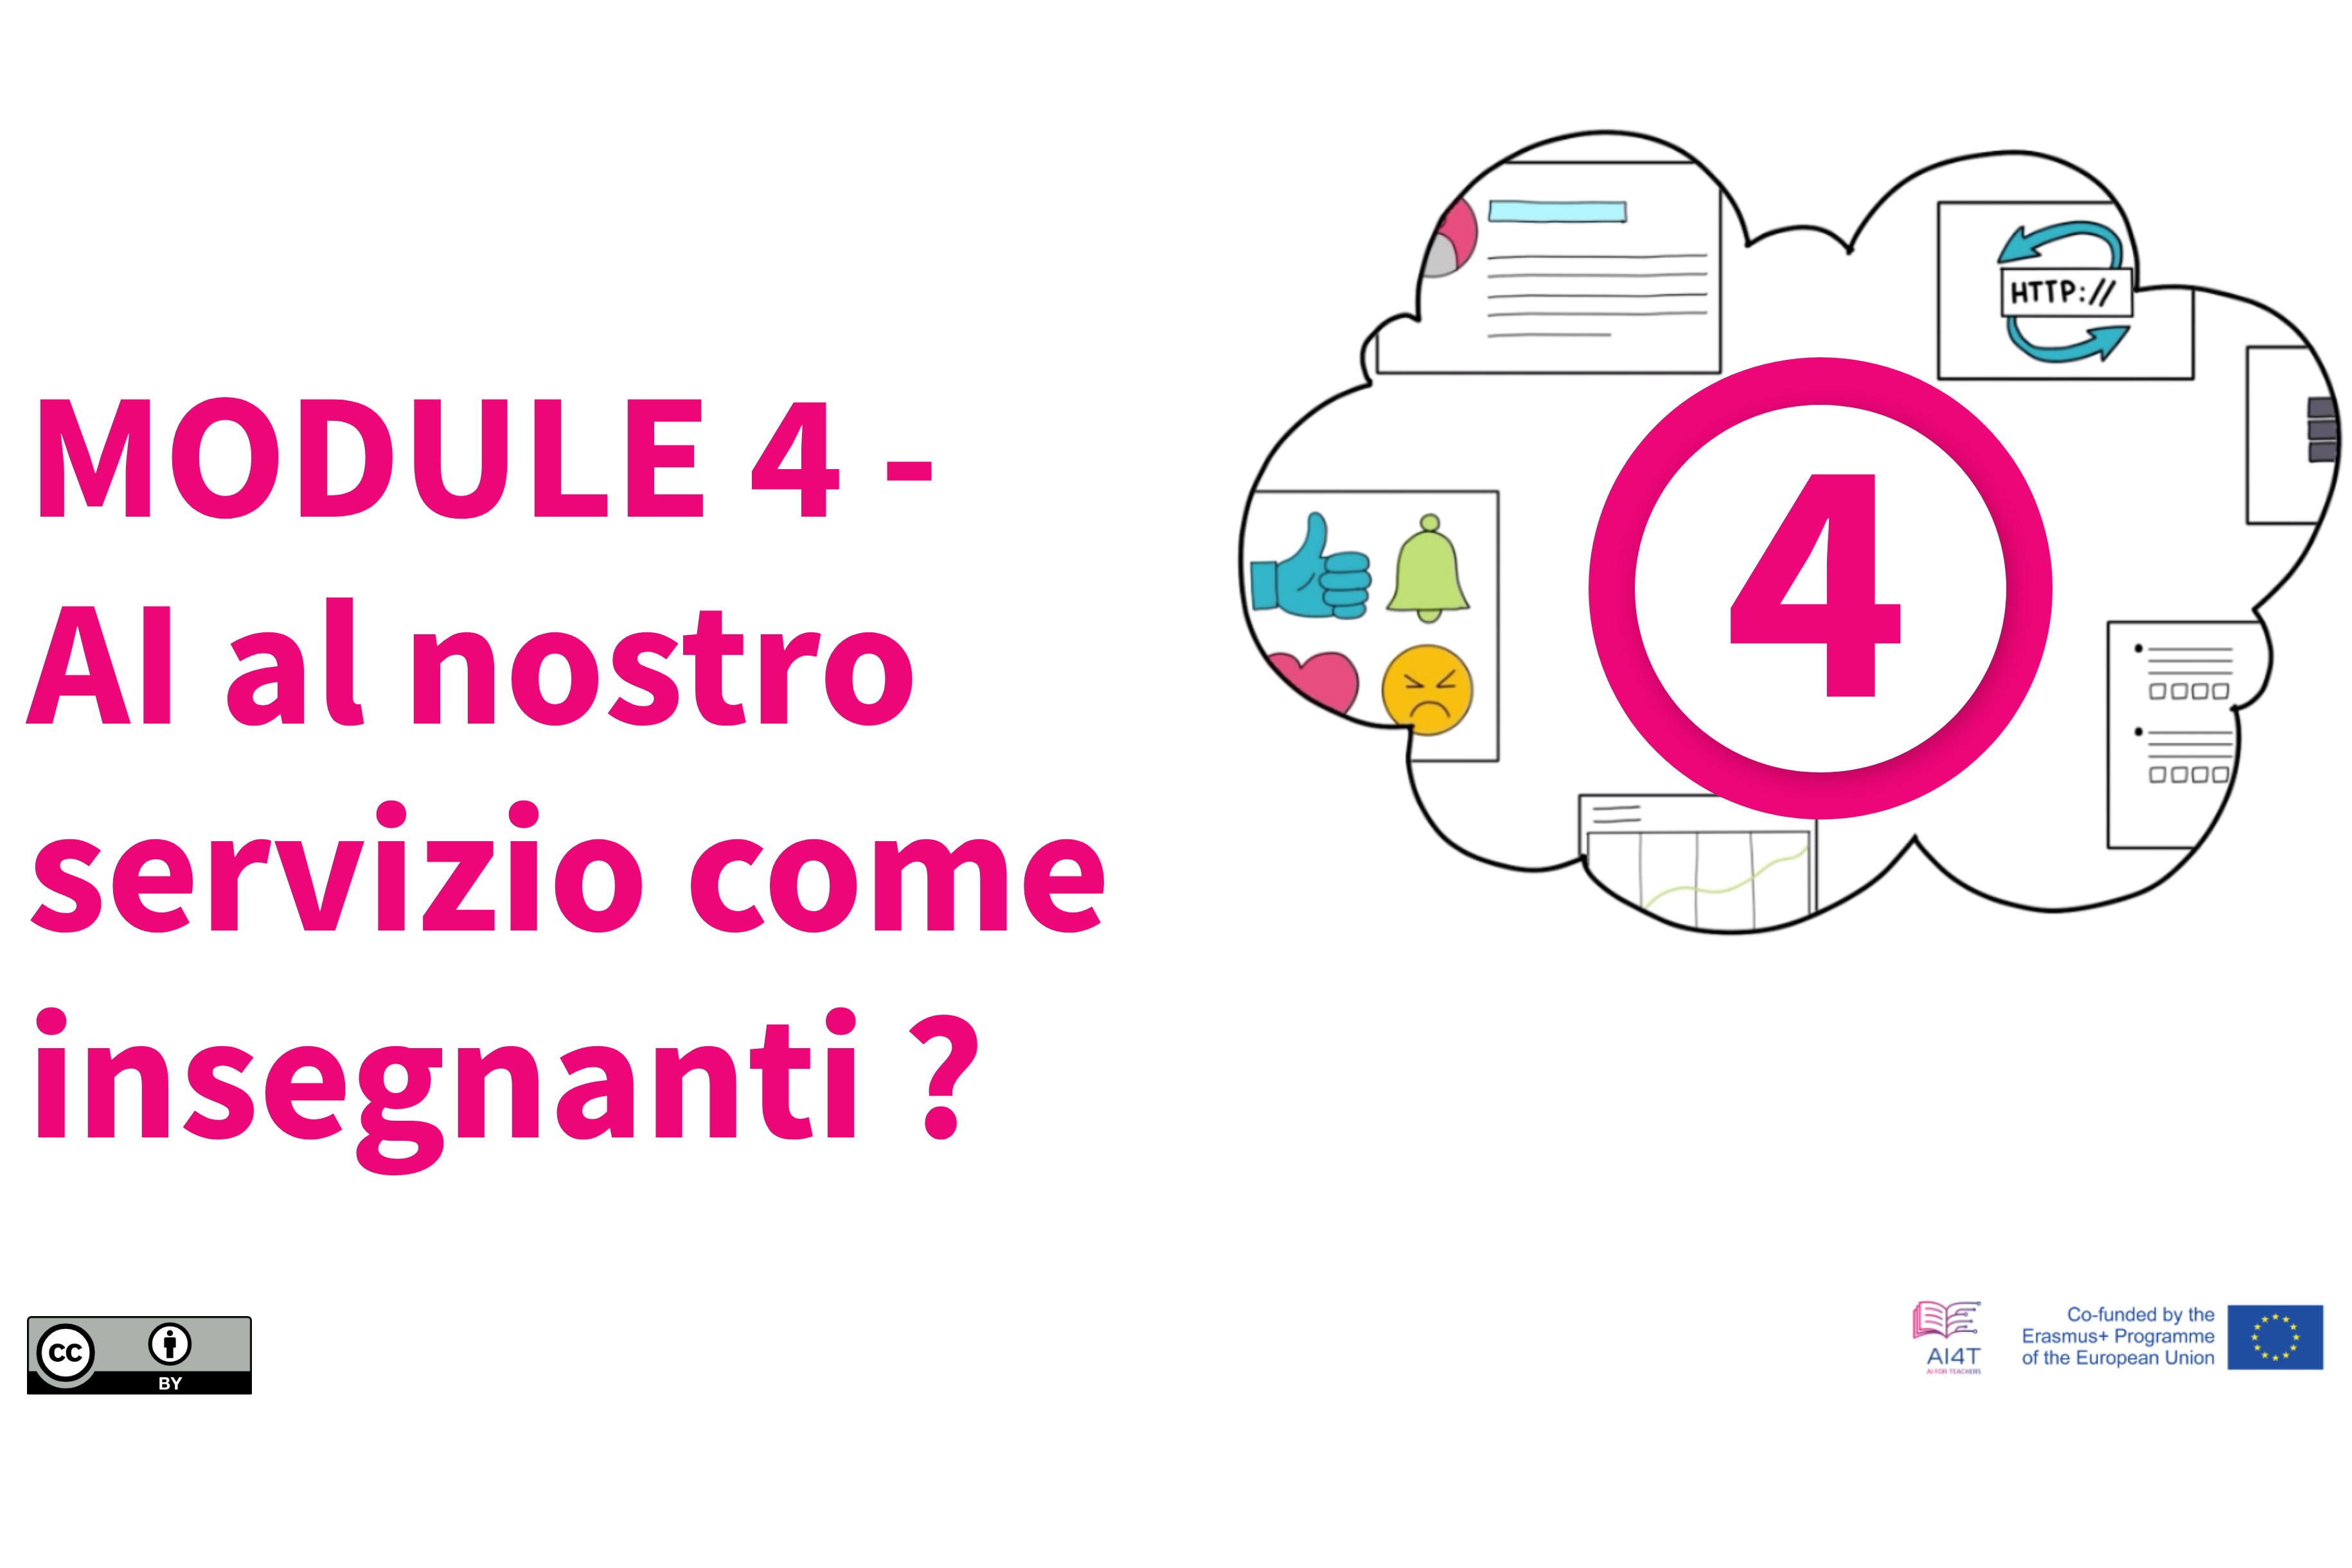 MODULE 4 -
AI al nostro
servizio come
insegnanti ?
HTTP://
4
CC
BY
AI4T
AI FOR TEACHERS
Co-funded by the
Erasmus+ Programme
of the European Union